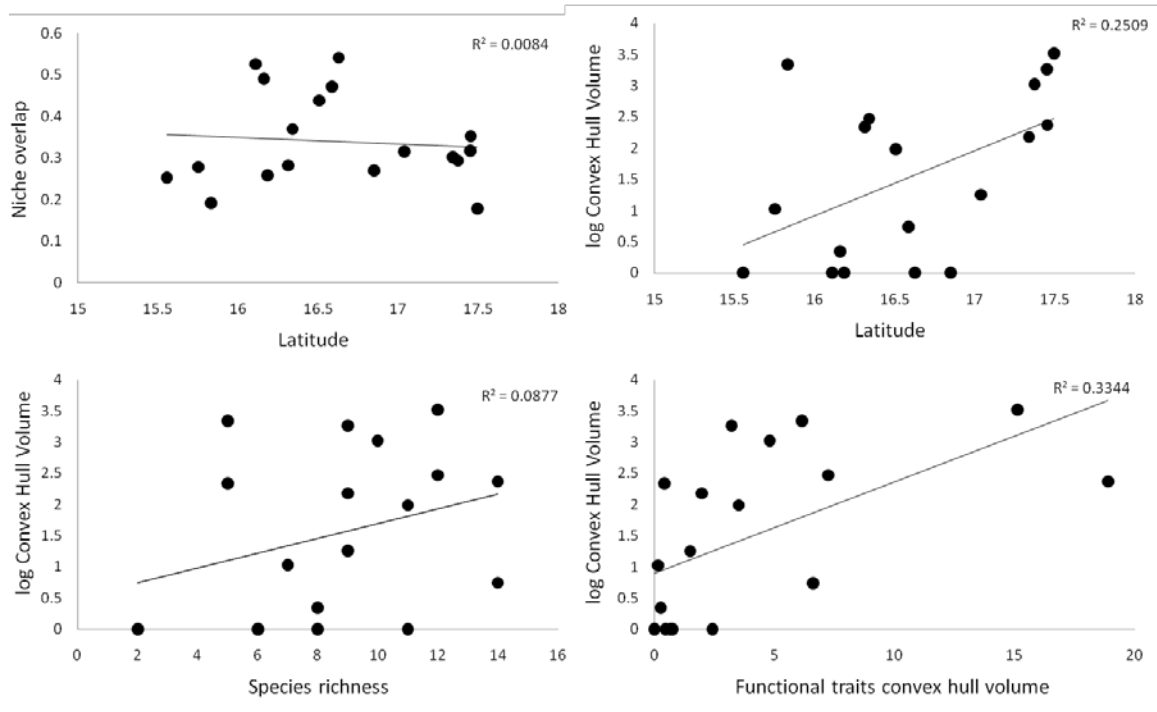 R² = 0.0084
Niche overlap
0.6
0.5
0.4
0.3
0.2
0.1
0
15 15.5 16 16.5 17 17.5 18
Latitude
R² = 0.2509
log Convex Hull Volume
4
3.5
3
2.5
2
1.5
1
0.5
0
15 15.5 16 16.5 17 17.5 18
Latitude
R² = 0.0877
log Convex Hull Volume
4
3.5
3
2.5
2
1.5
1
0.5
0
0 2 4 6 8 10 12 14 16
Species richness
R² = 0.3344
log Convex Hull Volume
4
3.5
3
2.5
2
1.5
1
0.5
0
0 5 10 15 20
Functional traits convex hull volume